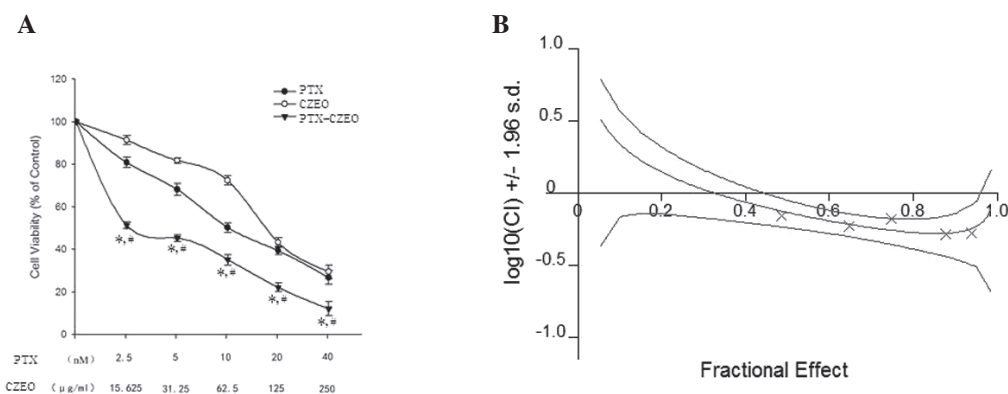 A
B
PTX
CZEO
PTX-CZEO
Cell Viability (% of Control)
120
100
80
60
40
20
0
*,#
*,#
*,#
*,#
*,#
PTX (nM) 2.5 5 10 20 40
CZEO (μg/ml) 15.625 31.25 62.5 125 250
log10(CI) +/- 1.96 s.d.
1.0
0.5
0
-0.5
-1.0
0 0.2 0.4 0.6 0.8 1.0
Fractional Effect